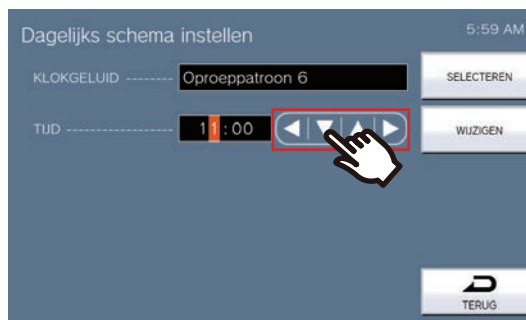 Dagelijks schema instellen
5:59 AM
KLOKGELUID -------- Oproeppatroon 6
SELECTEREN
TIJD ----------------- 11:00
WIJZIGEN
TERUG